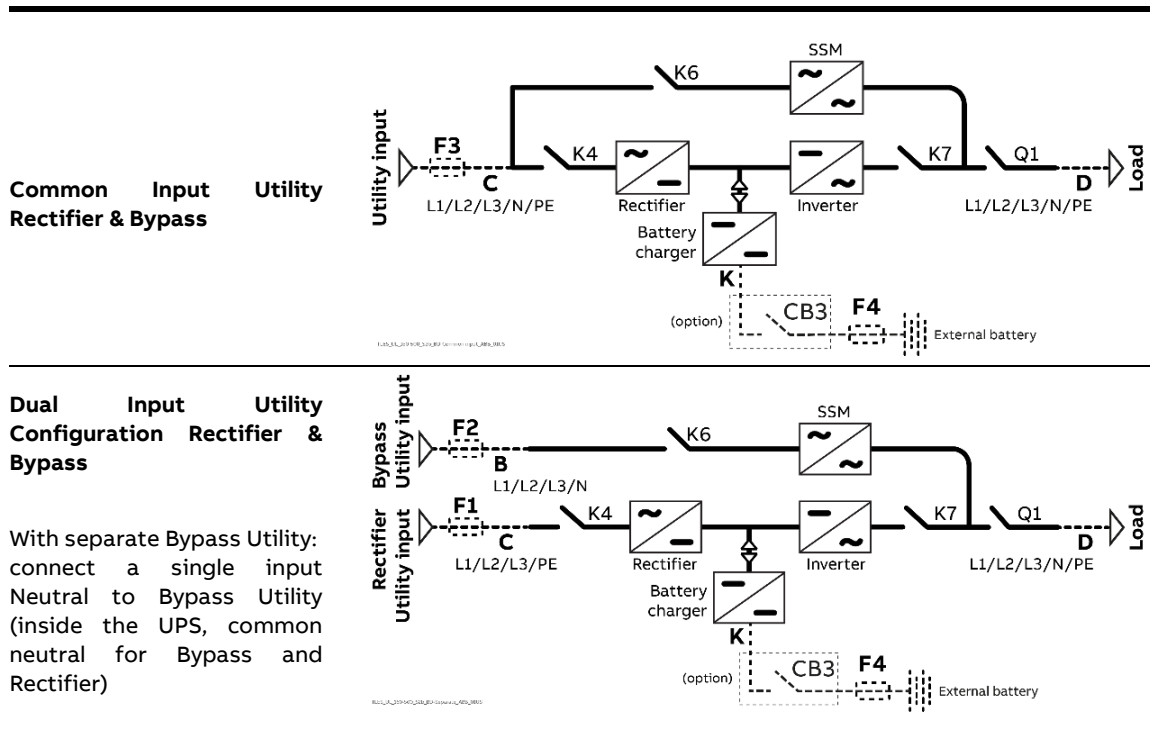 Common Input Utility
Rectifier & Bypass
SSM
K6
Utility input
F3
C
L1/L2/L3/N/PE
K4
Rectifier
Inverter
K7
Q1
D
Load
L1/L2/L3/N/PE
Battery
charger
K
(option)
CB3
F4
External battery
Dual Input Utility
Configuration Rectifier &
Bypass
With separate Bypass Utility:
connect a single input
Neutral to Bypass Utility
(inside the UPS, common
neutral for Bypass and
Rectifier)
SSM
Bypass
Utility input
F2
B
L1/L2/L3/N
K6
Rectifier
Utility input
F1
C
L1/L2/L3/PE
K4
Rectifier
Inverter
K7
Q1
D
Load
L1/L2/L3/N/PE
Battery
charger
K
(option)
CB3
F4
External battery